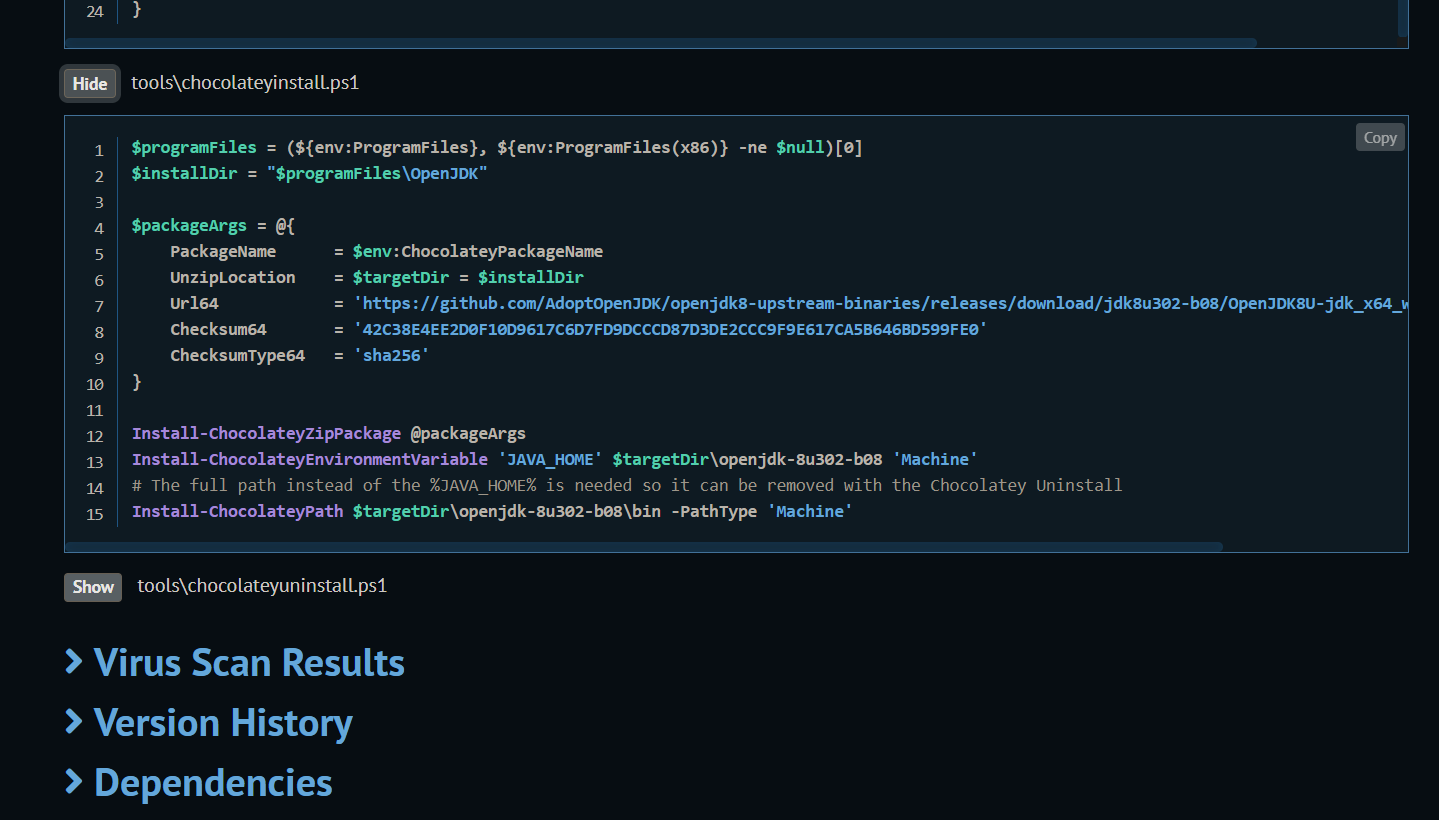 24 }
Hide tools\chocolateyinstall.ps1
Copy
1 $programFiles = (${env:ProgramFiles}, ${env:ProgramFiles(x86)} -ne $null)[0]
2 $installDir = "$programFiles\OpenJDK"
3
4 $packageArgs = @{
5     PackageName      = $env:ChocolateyPackageName
6     UnzipLocation    = $targetDir = $installDir
7     Url64            = 'https://github.com/AdoptOpenJDK/openjdk8-upstream-binaries/releases/download/jdk8u302-b08/OpenJDK8U-jdk_x64_w
8     Checksum64       = '42C38E4EE2D0F10D9617C6D7FD9DCCCD87D3DE2CCC9F9E617CA5B646BD599FE0'
9     ChecksumType64   = 'sha256'
10 }
11
12 Install-ChocolateyZipPackage @packageArgs
13 Install-ChocolateyEnvironmentVariable 'JAVA_HOME' $targetDir\openjdk-8u302-b08 'Machine'
14 # The full path instead of the %JAVA_HOME% is needed so it can be removed with the Chocolatey Uninstall
15 Install-ChocolateyPath $targetDir\openjdk-8u302-b08\bin -PathType 'Machine'
Show tools\chocolateyuninstall.ps1
Virus Scan Results
Version History
Dependencies